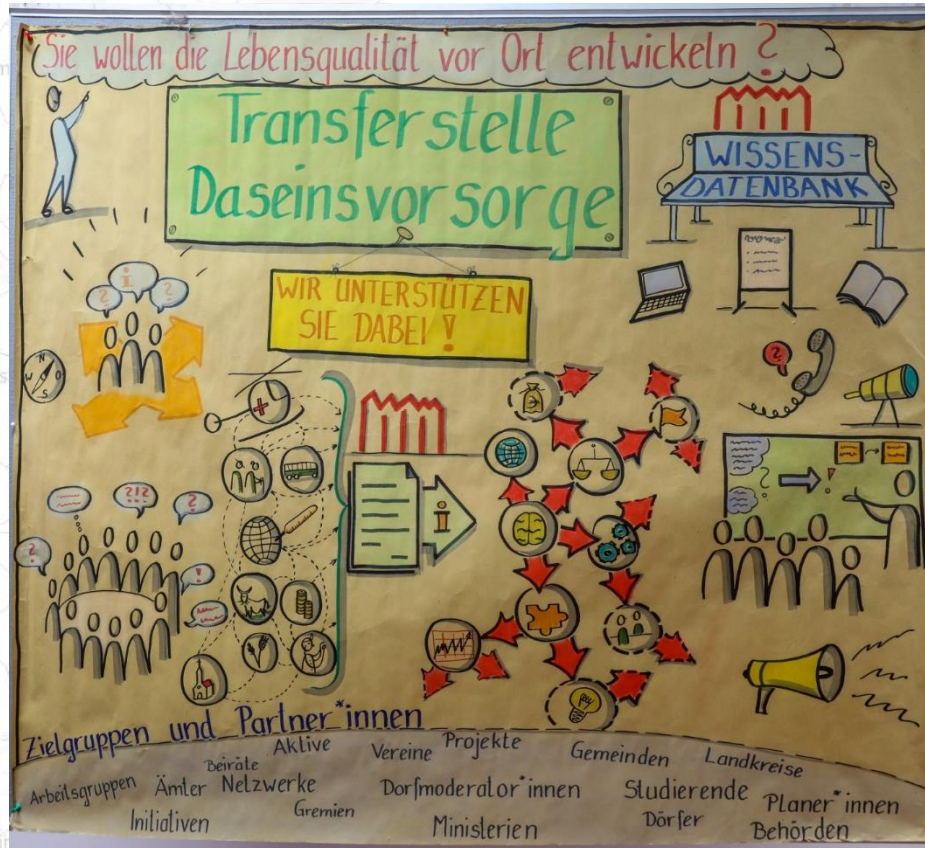 Sie wollen die Lebensqualität vor Ort entwickeln?
Transferstelle
Daseinsvorsorge
WISSENS-
DATENBANK
WIR UNTERSTÜTZEN
SIE DABEI!
? i ?
N
W O
S
?
i
?!?
?
?
!
?
!
Zielgruppen und Partner*innen
Aktive
Vereine
Projekte
Gemeinden
Landkreise
Beiräte
Arbeitsgruppen
Ämter
Netzwerke
Dorfmoderator*innen
Studierende
Planer*innen
Initiativen
Gremien
Ministerien
Dörfer
Behörden